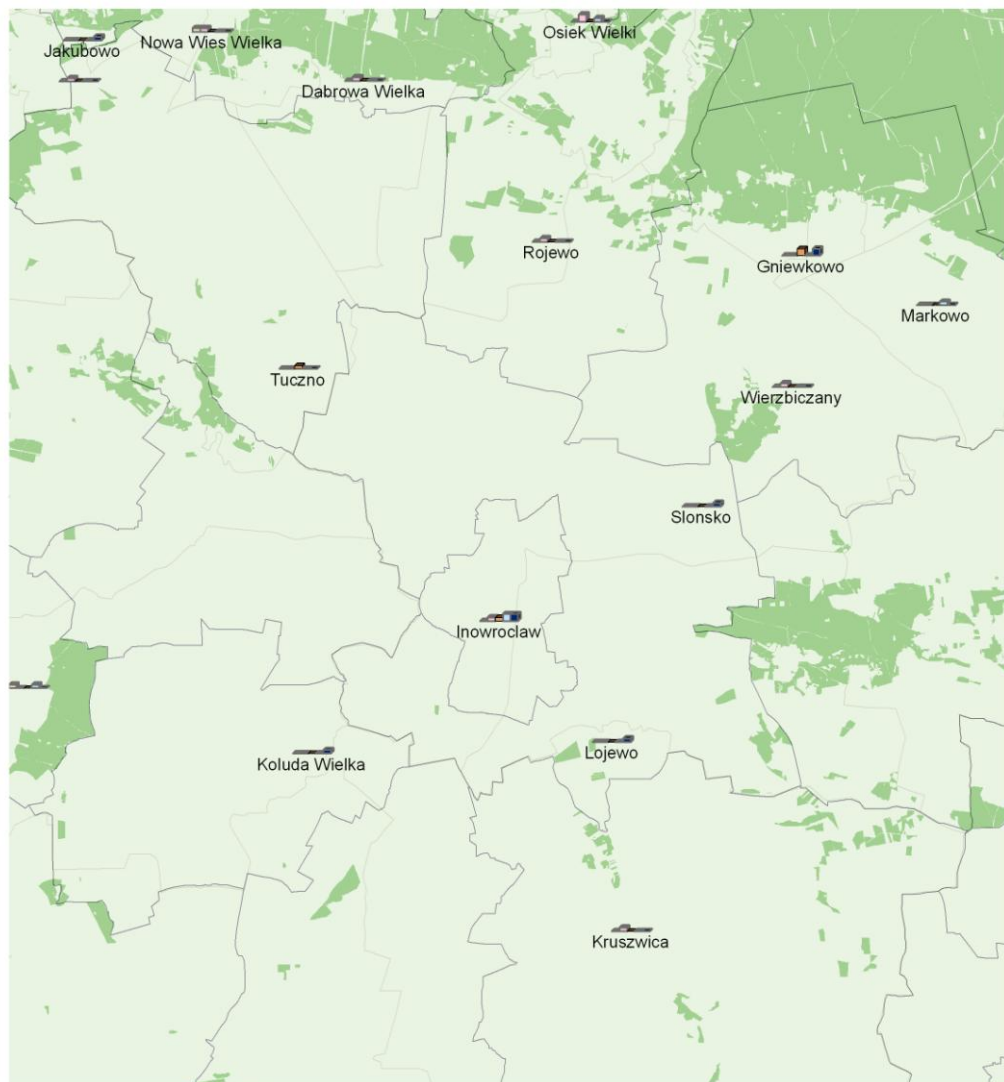 Osiek Wielki
Nowa Wies Wielka
Jakubowo
Dabrowa Wielka
Rojewo
Gniewkowo
Markowo
Tuczno
Wierzbiczany
Slonsko
Inowroclaw
Koluda Wielka
Lojewo
Kruszwica